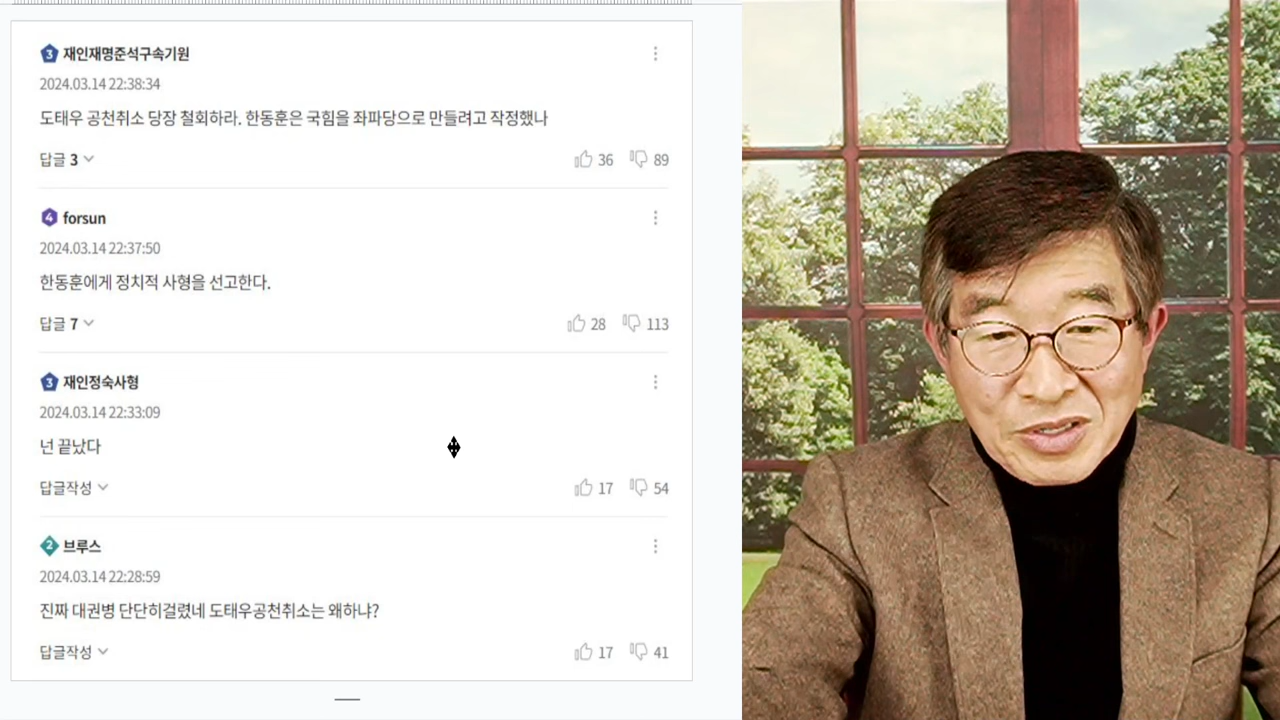 3 재인재명준석구속기원
2024.03.14 22:38:34
도태우 공천취소 당장 철회하라. 한동훈은 국힘을 좌파당으로 만들려고 작정했나
답글 3
36 89
4 forsun
2024.03.14 22:37:50
한동훈에게 정치적 사형을 선고한다.
답글 7
28 113
3 재인정숙사형
2024.03.14 22:33:09
넌 끝났다
답글작성
17 54
2 브루스
2024.03.14 22:28:59
진짜 대권병 단단히걸렸네 도태우공천취소는 왜하냐?
답글작성
17 41